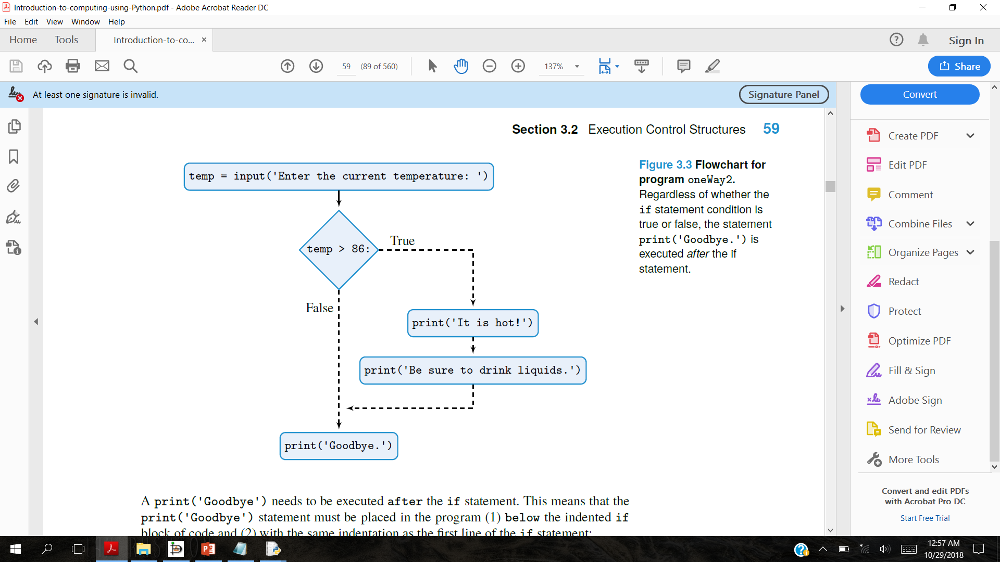 Introduction-to-computing-using-Python.pdf - Adobe Acrobat Reader DC
File Edit View Window Help
Home Tools Introduction-to-co... ×
? Sign In
59 (89 of 560) 137%
Share
At least one signature is invalid.
Signature Panel
Convert
Section 3.2 Execution Control Structures 59
temp = input('Enter the current temperature: ')
temp > 86:
True
False
print('It is hot!')
print('Be sure to drink liquids.')
print('Goodbye.')
Figure 3.3 Flowchart for
program oneWay2.
Regardless of whether the
if statement condition is
true or false, the statement
print('Goodbye.') is
executed after the if
statement.
A print('Goodbye') needs to be executed after the if statement. This means that the
print('Goodbye') statement must be placed in the program (1) below the indented if
block of code and (2) with the same indentation as the first line of the if statement:
Create PDF
Edit PDF
Comment
Combine Files
Organize Pages
Redact
Protect
Optimize PDF
Fill & Sign
Adobe Sign
Send for Review
More Tools
Convert and edit PDFs
with Acrobat Pro DC
Start Free Trial
12:57 AM
10/29/2018